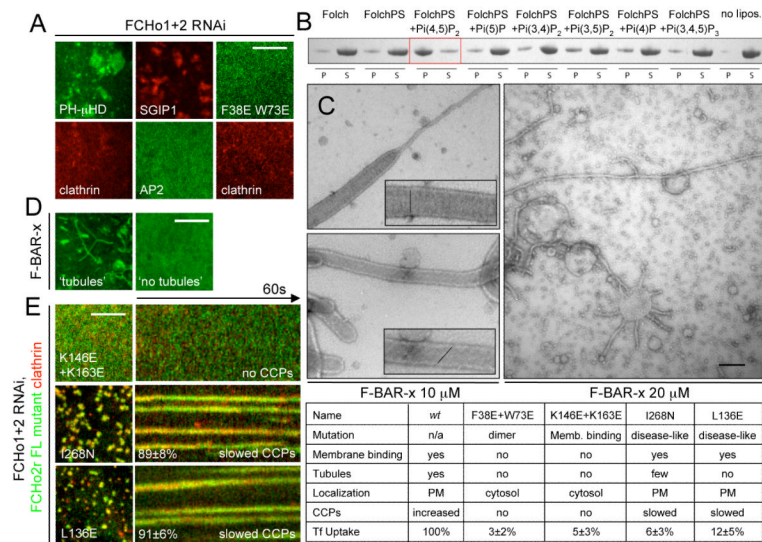 A
FCHo1+2 RNAi
PH-μHD
SGIP1
F38E W73E
clathrin
AP2
clathrin
B
Folch FolchPS FolchPS FolchPS FolchPS FolchPS FolchPS FolchPS no lipos.
+Pi(4,5)P2 +Pi(5)P +Pi(3,4)P2 +Pi(3,5)P2 +Pi(4)P +Pi(3,4,5)P3
P S P S P S P S P S P S P S P S P S
C
D
F-BAR-x
'tubules'
'no tubules'
60s
E
FCHo1+2 RNAi,
FCHo2r FL mutant clathrin
K146E
+K163E
no CCPs
I268N
89±8%
slowed CCPs
L136E
91±6%
slowed CCPs
F-BAR-x 10 μM
F-BAR-x 20 μM
Name wt F38E+W73E K146E+K163E I268N L136E
Mutation n/a dimer Memb. binding disease-like disease-like
Membrane binding yes no no yes yes
Tubules yes no no few no
Localization PM cytosol cytosol PM PM
CCPs increased no no slowed slowed
Tf Uptake 100% 3±2% 5±3% 6±3% 12±5%